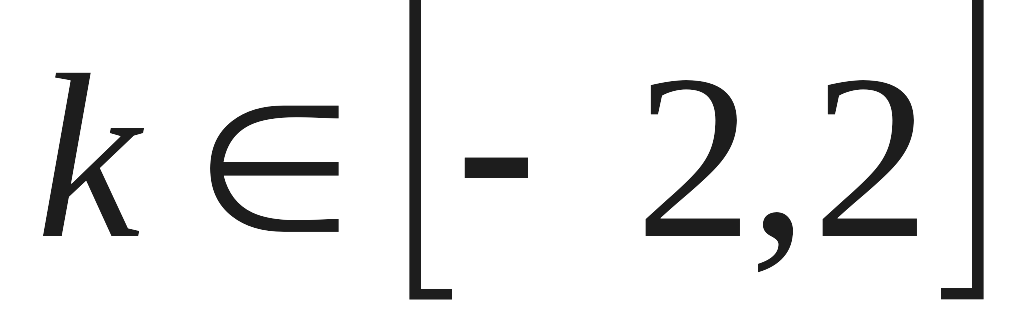 k ∈ [- 2,2]